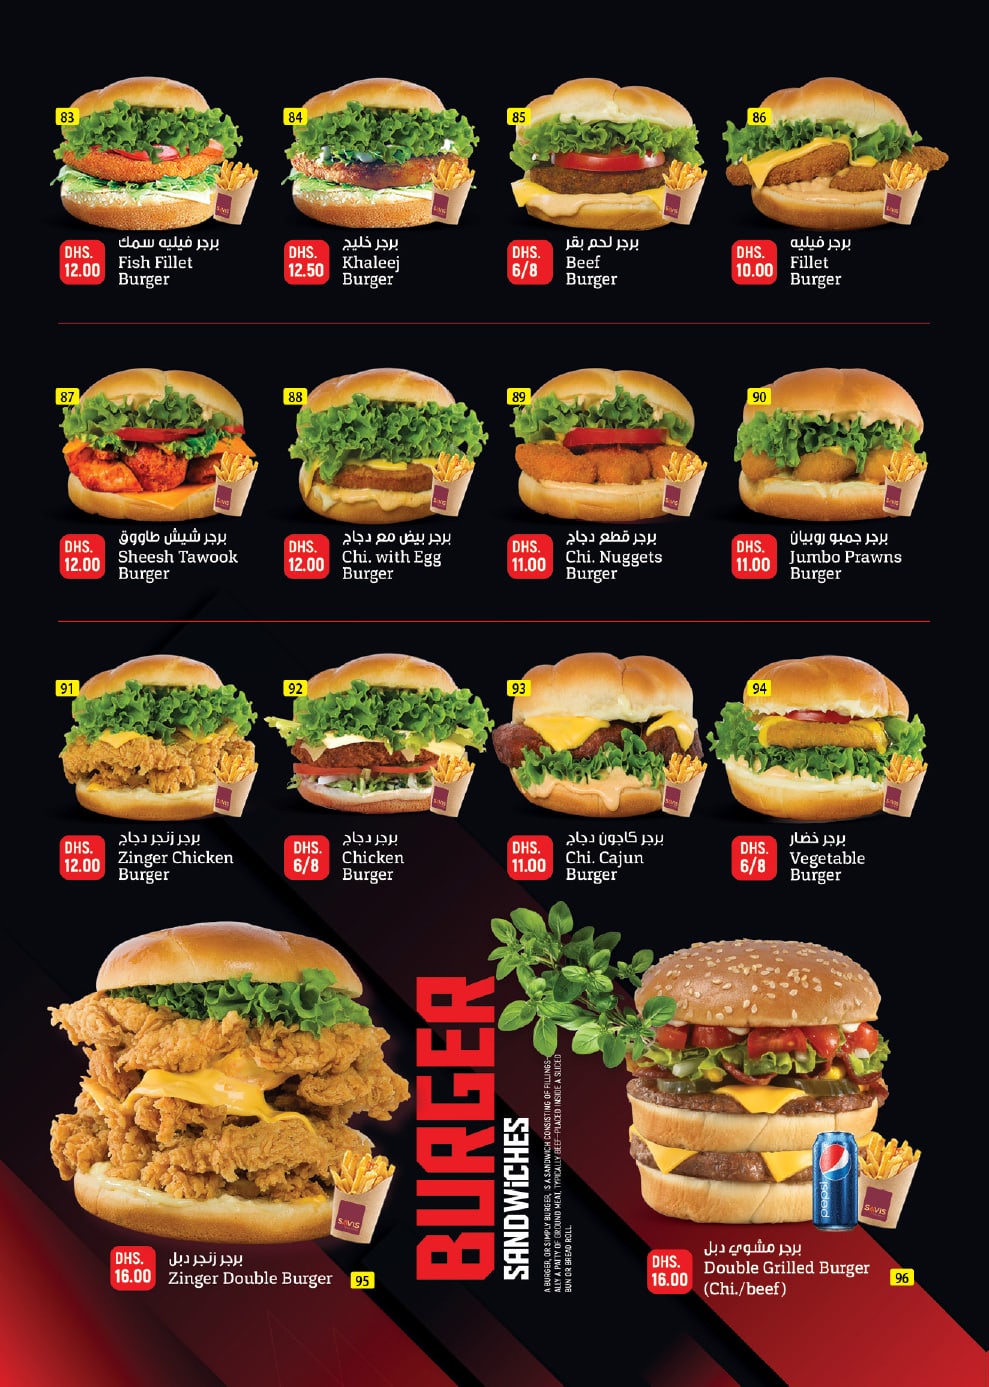 83
DHS.
12.00
برجر فيليه سمك
Fish Fillet
Burger
84
DHS.
12.50
برجر خليج
Khaleej
Burger
85
DHS.
6/8
برجر لحم بقر
Beef
Burger
86
DHS.
10.00
برجر فيليه
Fillet
Burger
87
DHS.
12.00
برجر شيش طاووق
Sheesh Tawook
Burger
88
DHS.
12.00
برجر بيض مع دجاج
Chi. with Egg
Burger
89
DHS.
11.00
برجر قطع دجاج
Chi. Nuggets
Burger
90
DHS.
11.00
برجر جمبو روبيان
Jumbo Prawns
Burger
91
DHS.
12.00
برجر زنجر دجاج
Zinger Chicken
Burger
92
DHS.
6/8
برجر دجاج
Chicken
Burger
93
DHS.
11.00
برجر كاجون دجاج
Chi. Cajun
Burger
94
DHS.
6/8
برجر خضار
Vegetable
Burger
SAVIS
DHS.
16.00
برجر زنجر دبل
Zinger Double Burger
95
BURGER
SANDWiCHES
A BURGER, OR SIMPLY BURGER, IS A SANDWICH CONSISTING OF FILLINGS—
ALLY A PATTY OF GROUND MEAT, TYPICALLY BEEF—PLACED INSIDE A SLICED
BUN OR BREAD ROLL.
pepsi
SAVIS
DHS.
16.00
برجر مشوي دبل
Double Grilled Burger
(Chi./beef)
96